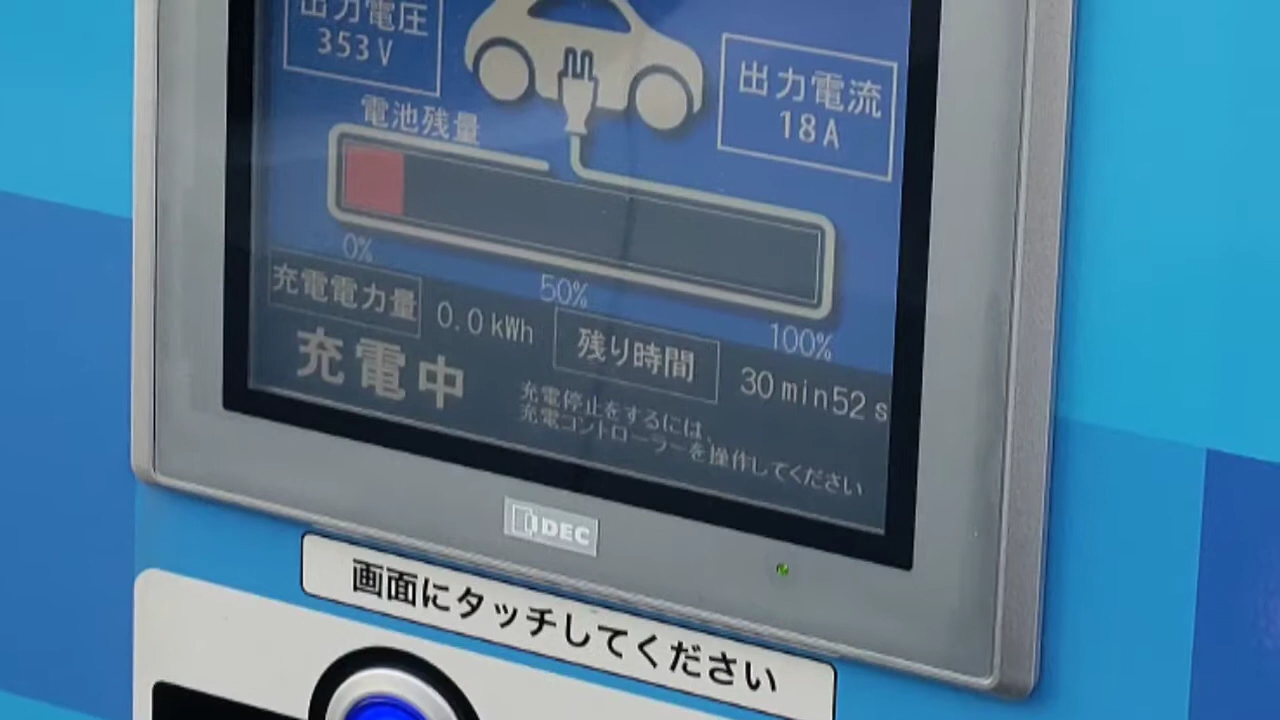 出力電圧
353V
出力電流
18A
電池残量
0%
50%
100%
充電電力量
0.0kWh
残り時間
30min52s
充電中
充電停止をするには、
充電コントローラーを操作してください
IDEC
画面にタッチしてください